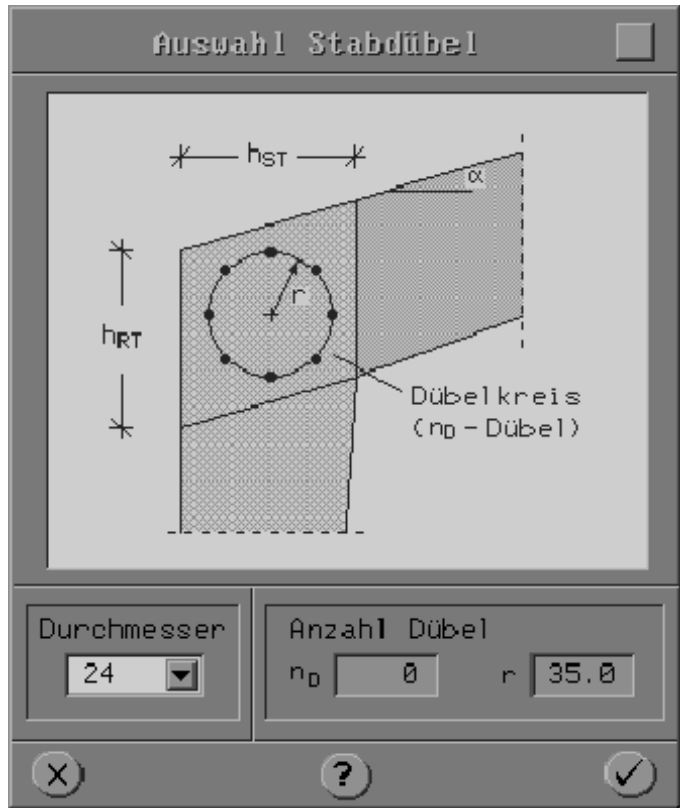 Auswahl Stabdübel
hST
α
r
hRT
Dübelkreis
(nD-Dübel)
Durchmesser
24
Anzahl Dübel
nD 0 r 35.0
?